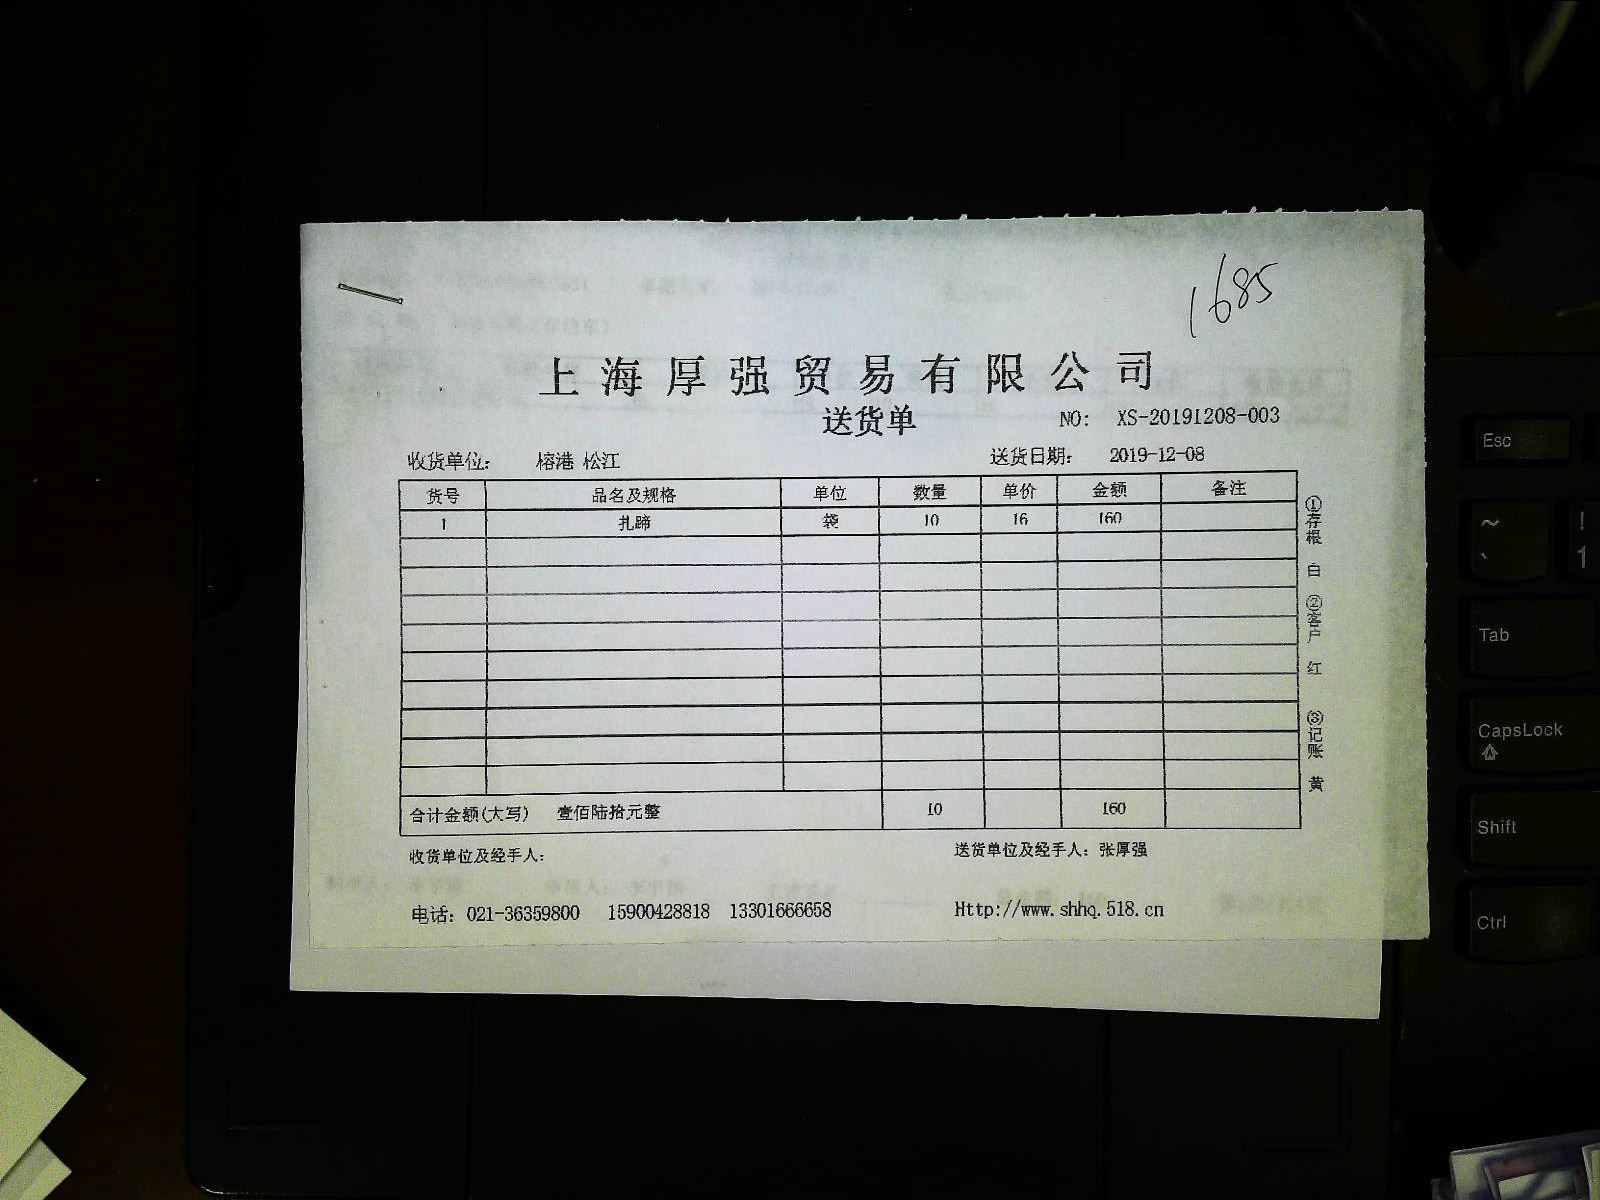 1685
上海厚强贸易有限公司
送货单 NO: XS-20191208-003
收货单位: 榕港 松江 送货日期: 2019-12-08
货号 品名及规格 单位 数量 单价 金额 备注
1 扎蹄 袋 10 16 160
合计金额(大写) 壹佰陆拾元整 10 160
收货单位及经手人: 送货单位及经手人: 张厚强
电话: 021-36359800 15900428818 13301666658 Http://www.shhq.518.cn
①存根 白 ②客户 红 ③记账 黄
Esc
~ !
` 1
Tab
CapsLock
Shift
Ctrl